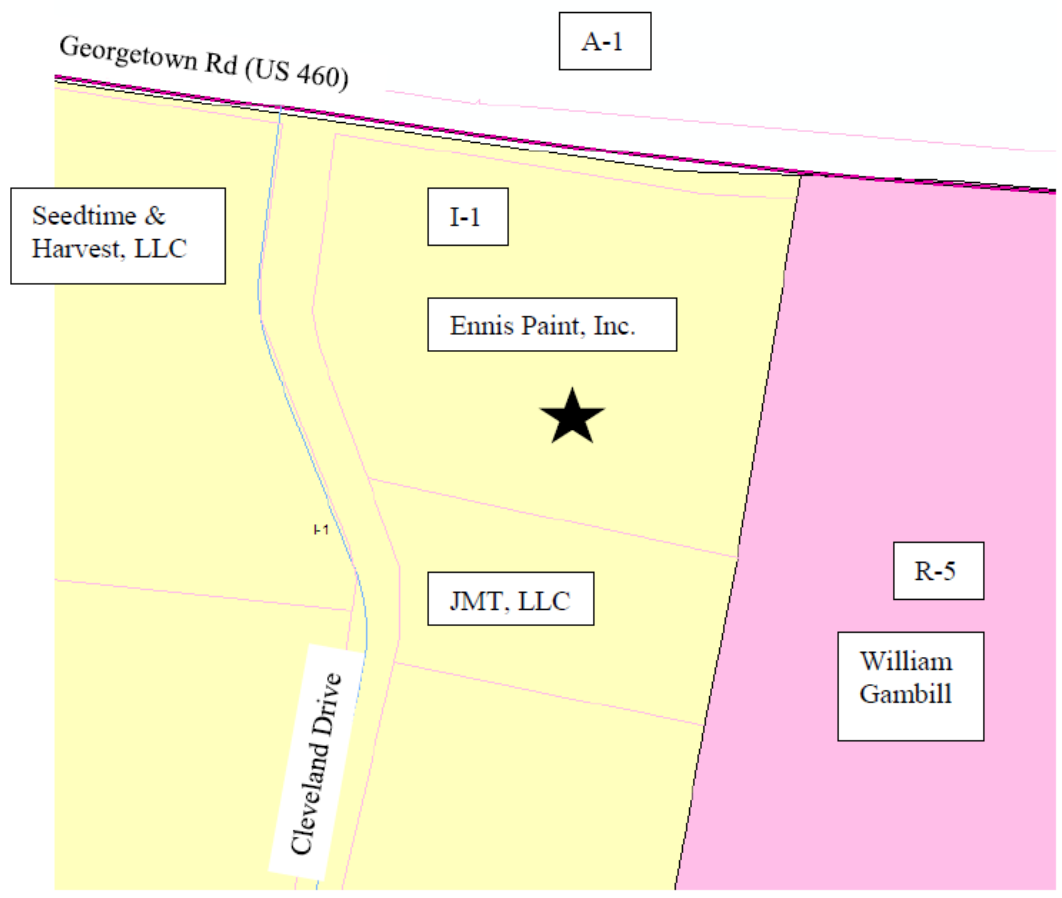 A-1
Georgetown Rd (US 460)
Seedtime &
Harvest, LLC
I-1
Ennis Paint, Inc.
I-1
R-5
JMT, LLC
William
Gambill
Cleveland Drive